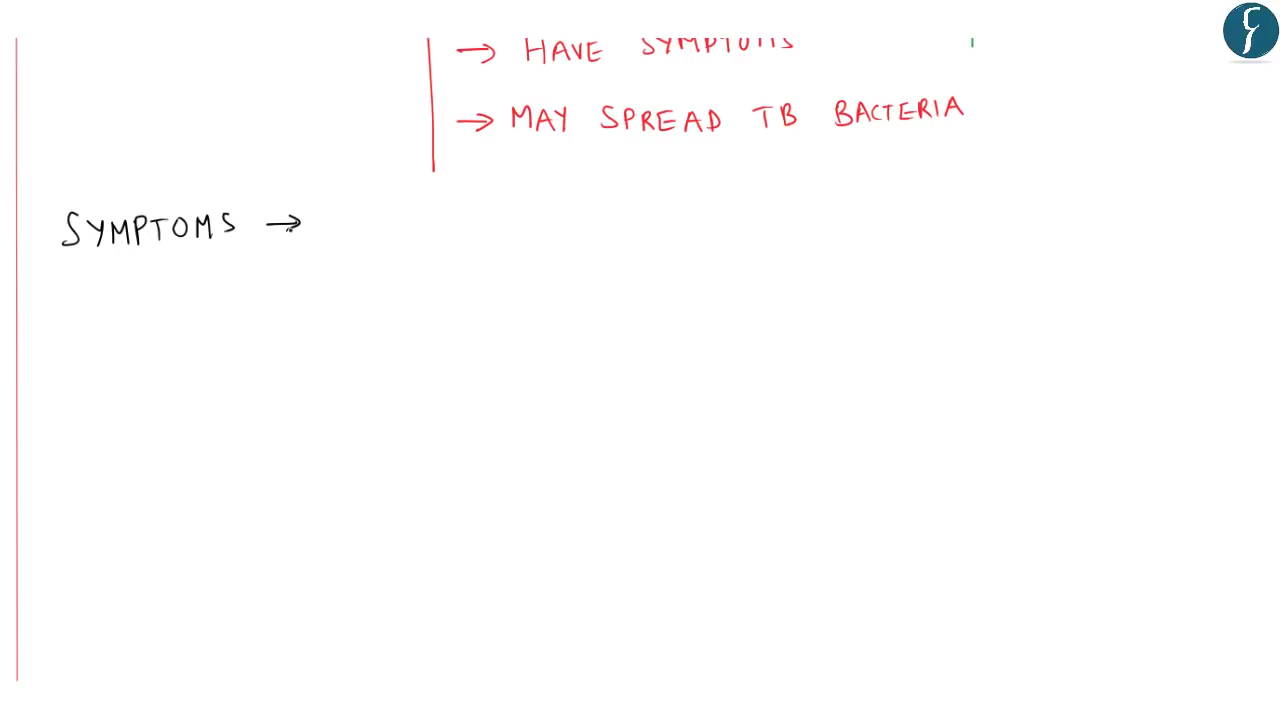 → HAVE SYMPTOMS
→ MAY SPREAD TB BACTERIA
SYMPTOMS →